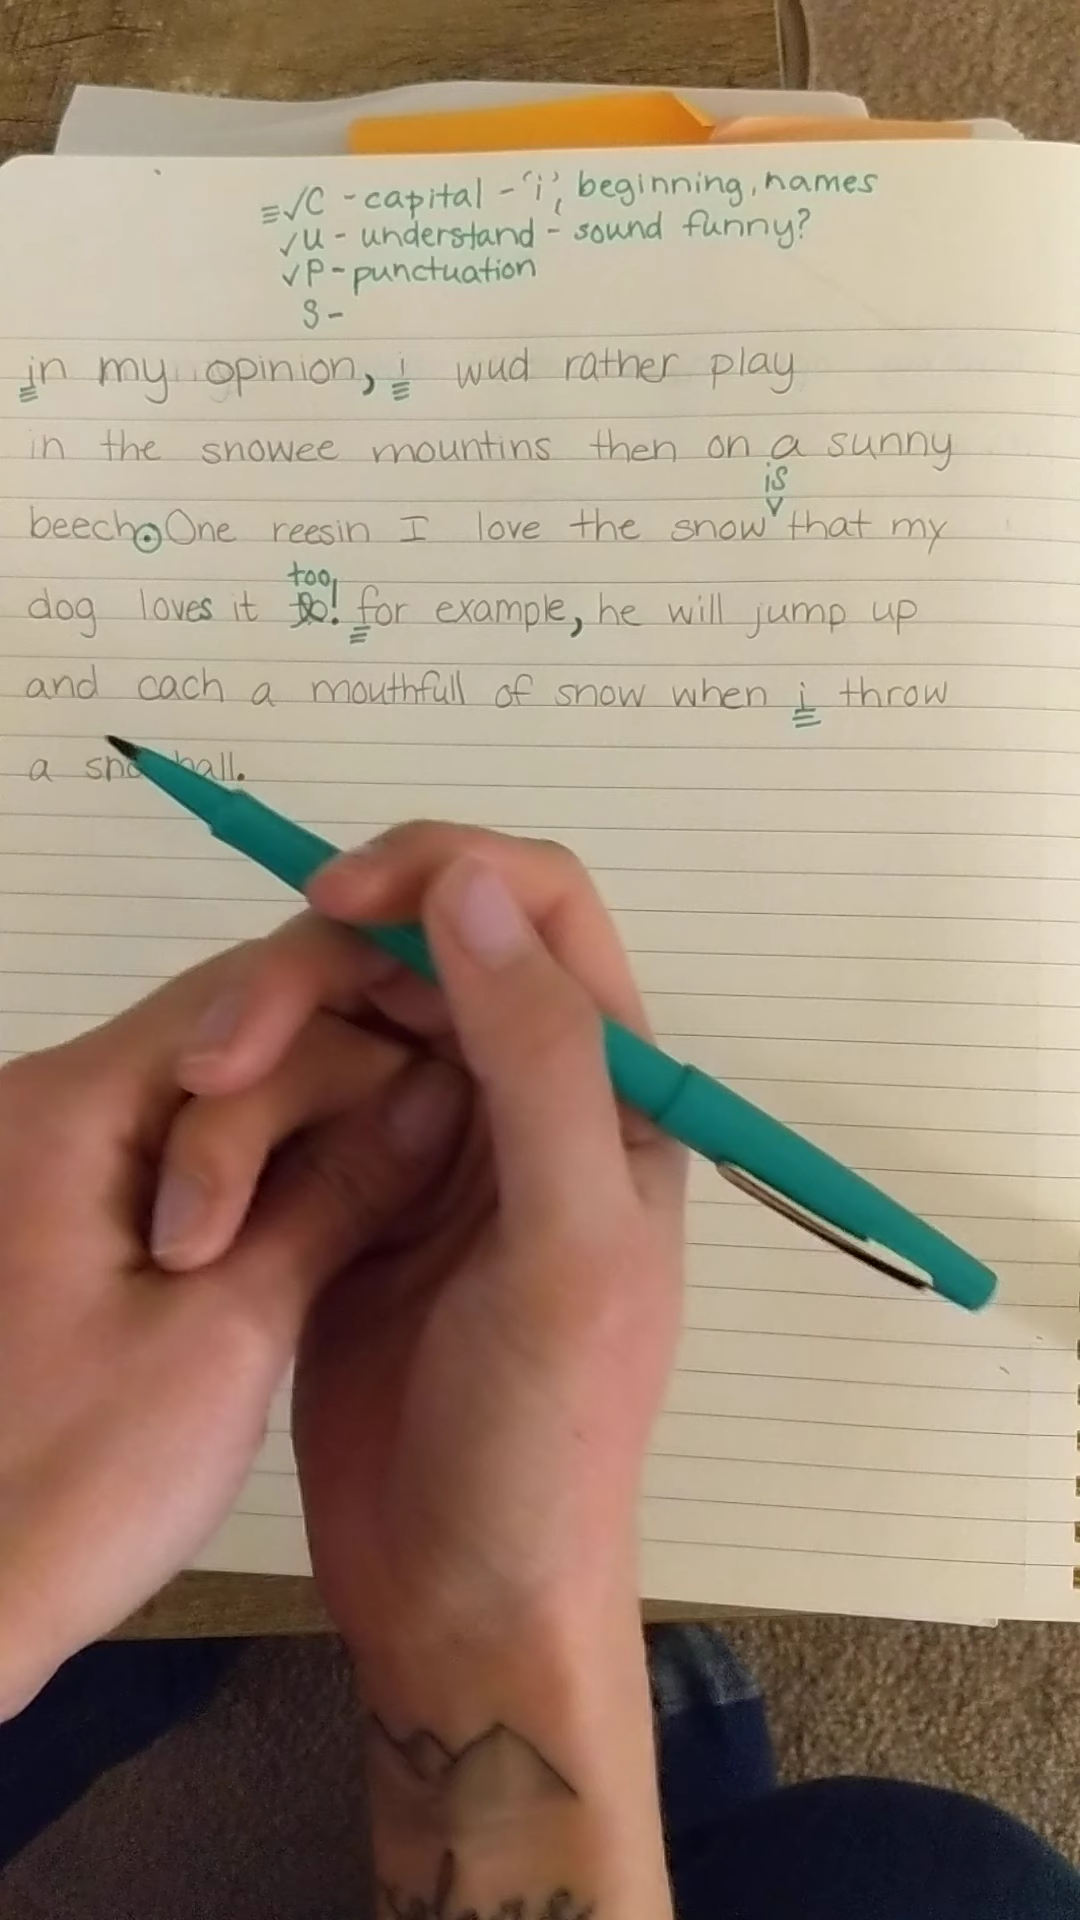 ≡✓C - capital - 'i', beginning, names
✓U - understand - sound funny?
✓P - punctuation
S -
in my opinion, i wud rather play
in the snowee mountins then on a sunny
is
beech. One reesin I love the snow that my
too
dog loves it to! for example, he will jump up
and cach a mouthfull of snow when i throw
a